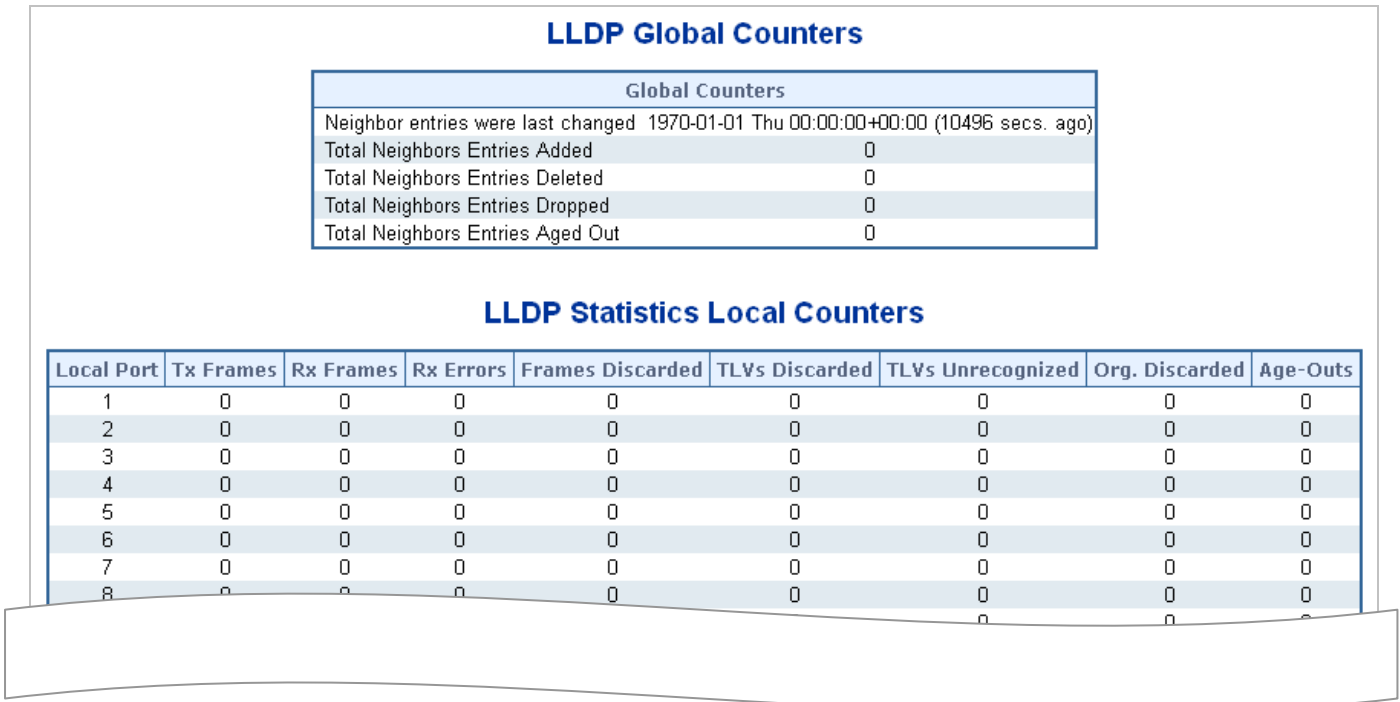 LLDP Global Counters
Global Counters
Neighbor entries were last changed 1970-01-01 Thu 00:00:00+00:00 (10496 secs. ago)
Total Neighbors Entries Added 0
Total Neighbors Entries Deleted 0
Total Neighbors Entries Dropped 0
Total Neighbors Entries Aged Out 0
LLDP Statistics Local Counters
Local Port Tx Frames Rx Frames Rx Errors Frames Discarded TLVs Discarded TLVs Unrecognized Org. Discarded Age-Outs
1 0 0 0 0 0 0 0 0
2 0 0 0 0 0 0 0 0
3 0 0 0 0 0 0 0 0
4 0 0 0 0 0 0 0 0
5 0 0 0 0 0 0 0 0
6 0 0 0 0 0 0 0 0
7 0 0 0 0 0 0 0 0
8 0 0 0 0 0 0 0 0